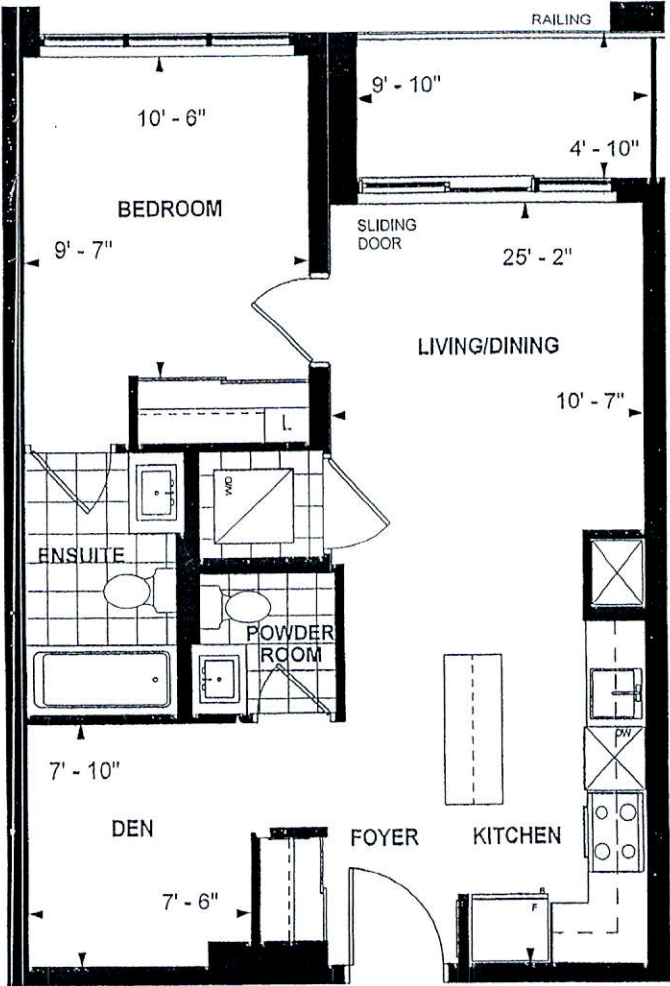 RAILING
9' - 10"
10' - 6"
4' - 10"
BEDROOM
SLIDING
DOOR
9' - 7"
25' - 2"
LIVING/DINING
10' - 7"
L
W/D
ENSUITE
POWDER
ROOM
DW
7' - 10"
DEN
FOYER
KITCHEN
7' - 6"
F